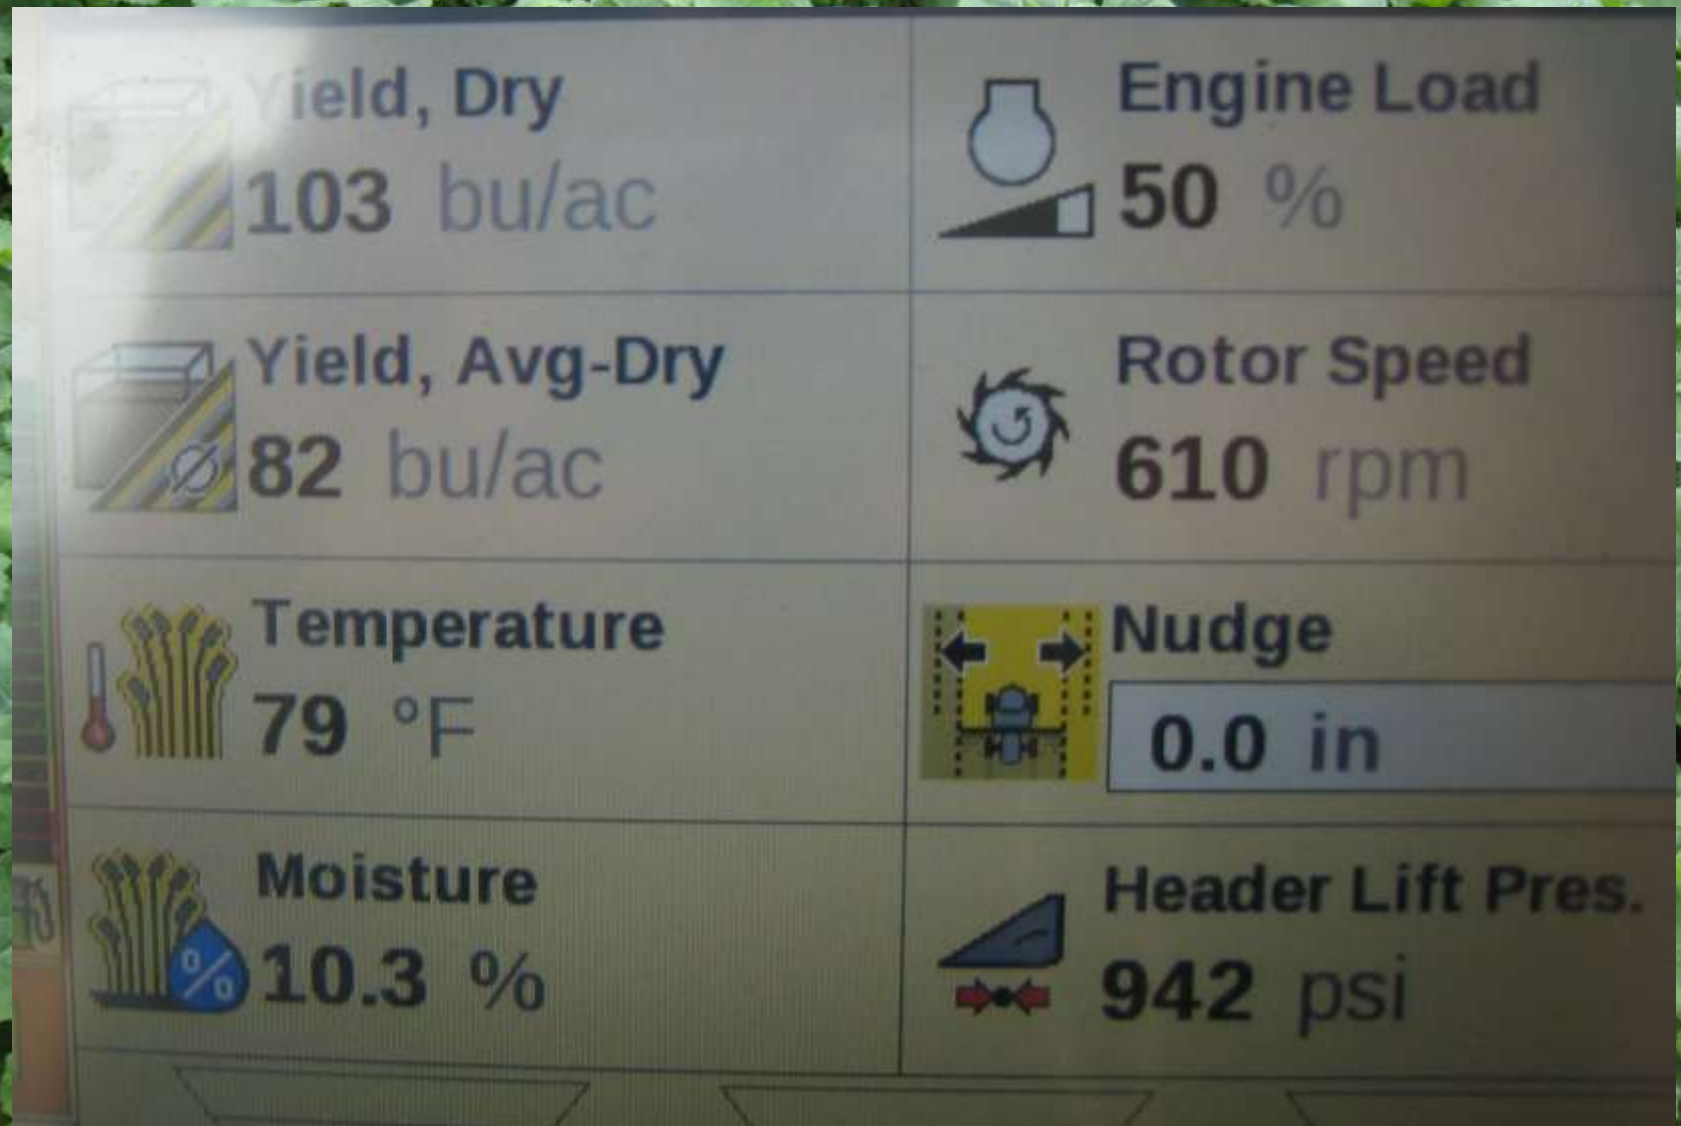 Yield, Dry
103 bu/ac
Yield, Avg-Dry
82 bu/ac
Temperature
79 °F
Moisture
10.3 %
Engine Load
50 %
Rotor Speed
610 rpm
Nudge
0.0 in
Header Lift Pres.
942 psi